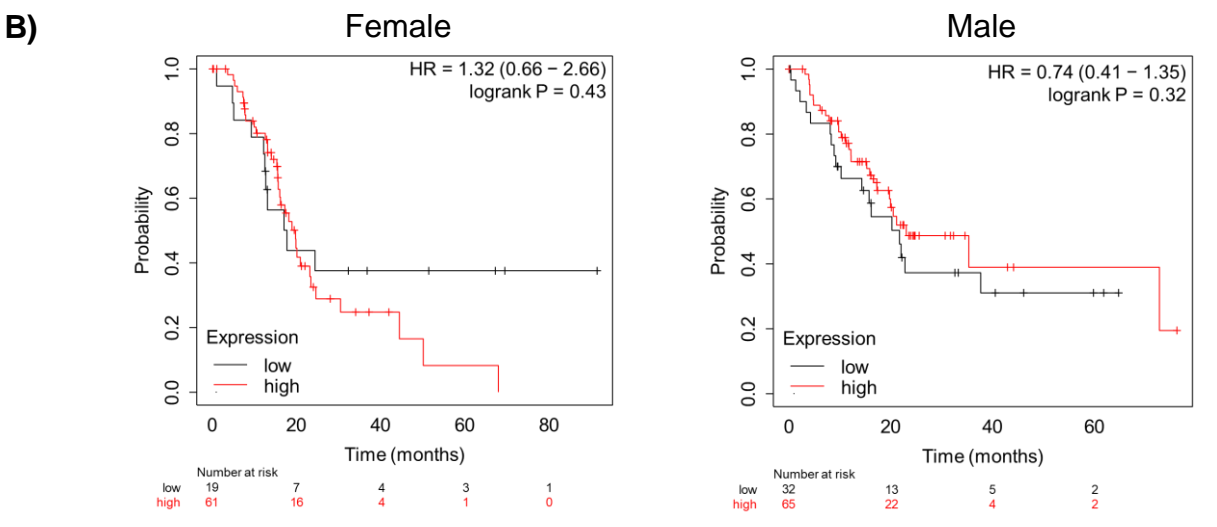 B)
Female
HR = 1.32 (0.66 − 2.66)
logrank P = 0.43
Probability
1.0
0.8
0.6
0.4
0.2
0.0
Expression
low
high
0 20 40 60 80
Time (months)
Number at risk
low 19 7 4 3 1
high 61 16 4 1 0
Male
HR = 0.74 (0.41 − 1.35)
logrank P = 0.32
Probability
1.0
0.8
0.6
0.4
0.2
0.0
Expression
low
high
0 20 40 60
Time (months)
Number at risk
low 32 13 5 2
high 65 22 4 2